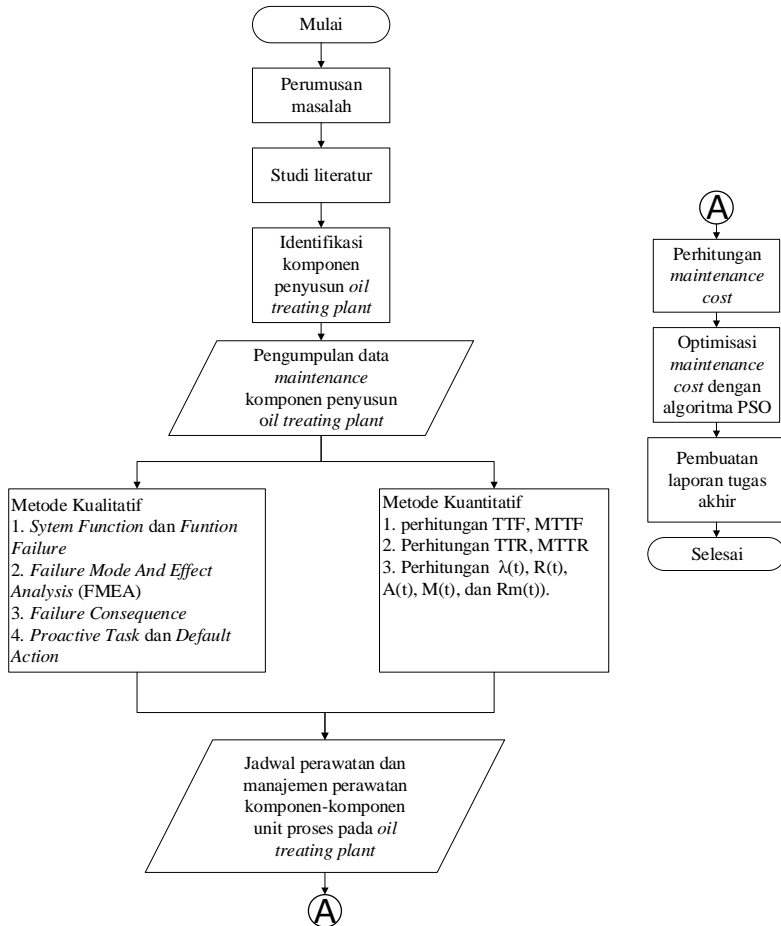 Mulai
Perumusan
masalah
Studi literatur
Identifikasi
komponen
penyusun oil
treating plant
Pengumpulan data
maintenance
komponen penyusun
oil treating plant
Metode Kualitatif
1. Sytem Function dan Funtion
Failure
2. Failure Mode And Effect
Analysis (FMEA)
3. Failure Consequence
4. Proactive Task dan Default
Action
Metode Kuantitatif
1. perhitungan TTF, MTTF
2. Perhitungan TTR, MTTR
3. Perhitungan λ(t), R(t),
A(t), M(t), dan Rm(t)).
Jadwal perawatan dan
manajemen perawatan
komponen-komponen
unit proses pada oil
treating plant
A
A
Perhitungan
maintenance
cost
Optimisasi
maintenance
cost dengan
algoritma PSO
Pembuatan
laporan tugas
akhir
Selesai